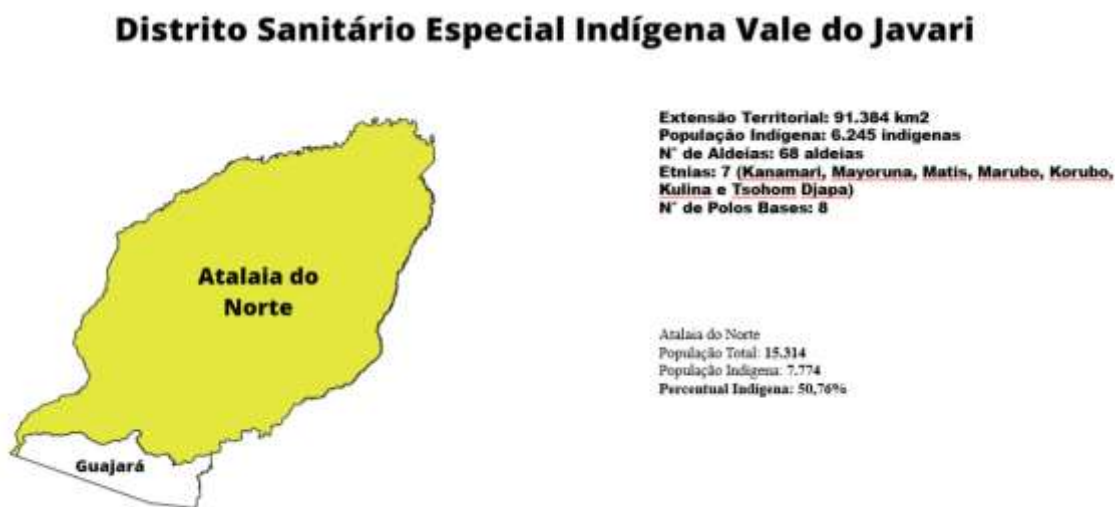 Distrito Sanitário Especial Indígena Vale do Javari
Extensão Territorial: 91.384 km2
População Indígena: 6.245 indígenas
N° de Aldeias: 68 aldeias
Etnias: 7 (Kanamari, Mayoruna, Matis, Marubo, Korubo,
Kulina e Tsohom Djapa)
N° de Polos Bases: 8
Atalaia do
Norte
Guajará
Atalaia do Norte
População Total: 15.314
População Indígena: 7.774
Percentual Indígena: 50,76%